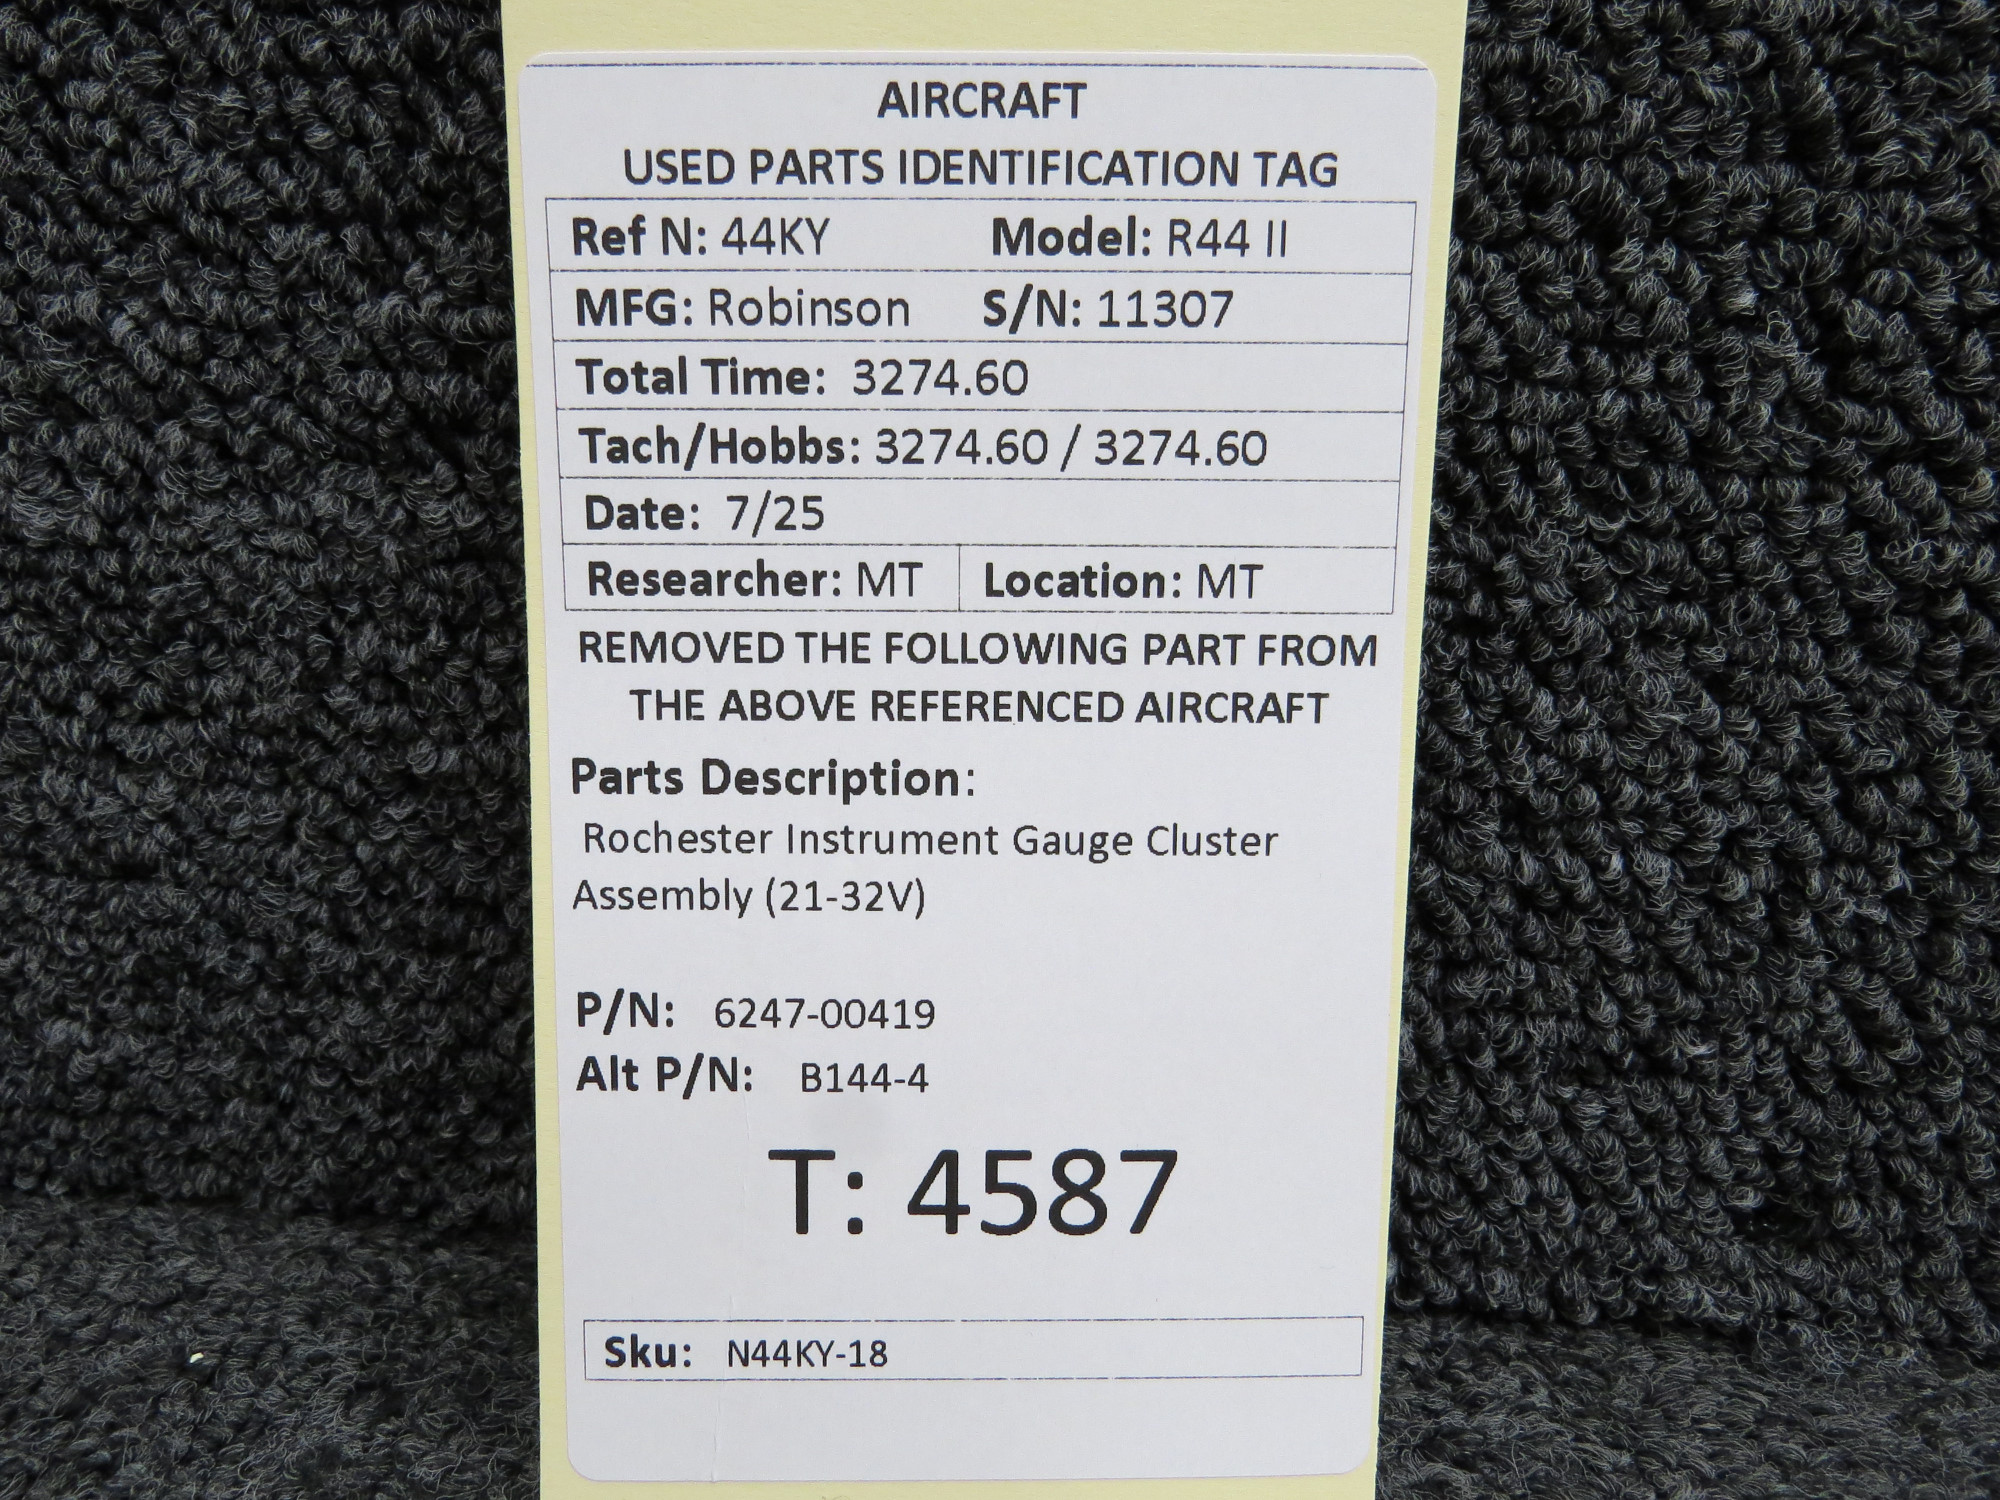 AIRCRAFT
USED PARTS IDENTIFICATION TAG
Ref N: 44KY Model: R44 II
MFG: Robinson S/N: 11307
Total Time: 3274.60
Tach/Hobbs: 3274.60 / 3274.60
Date: 7/25
Researcher: MT Location: MT
REMOVED THE FOLLOWING PART FROM
THE ABOVE REFERENCED AIRCRAFT
Parts Description:
Rochester Instrument Gauge Cluster
Assembly (21-32V)
P/N: 6247-00419
Alt P/N: B144-4
T: 4587
Sku: N44KY-18